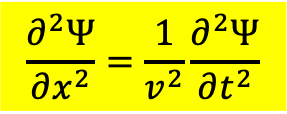 ∂²Ψ/∂x² = 1/v² ∂²Ψ/∂t²